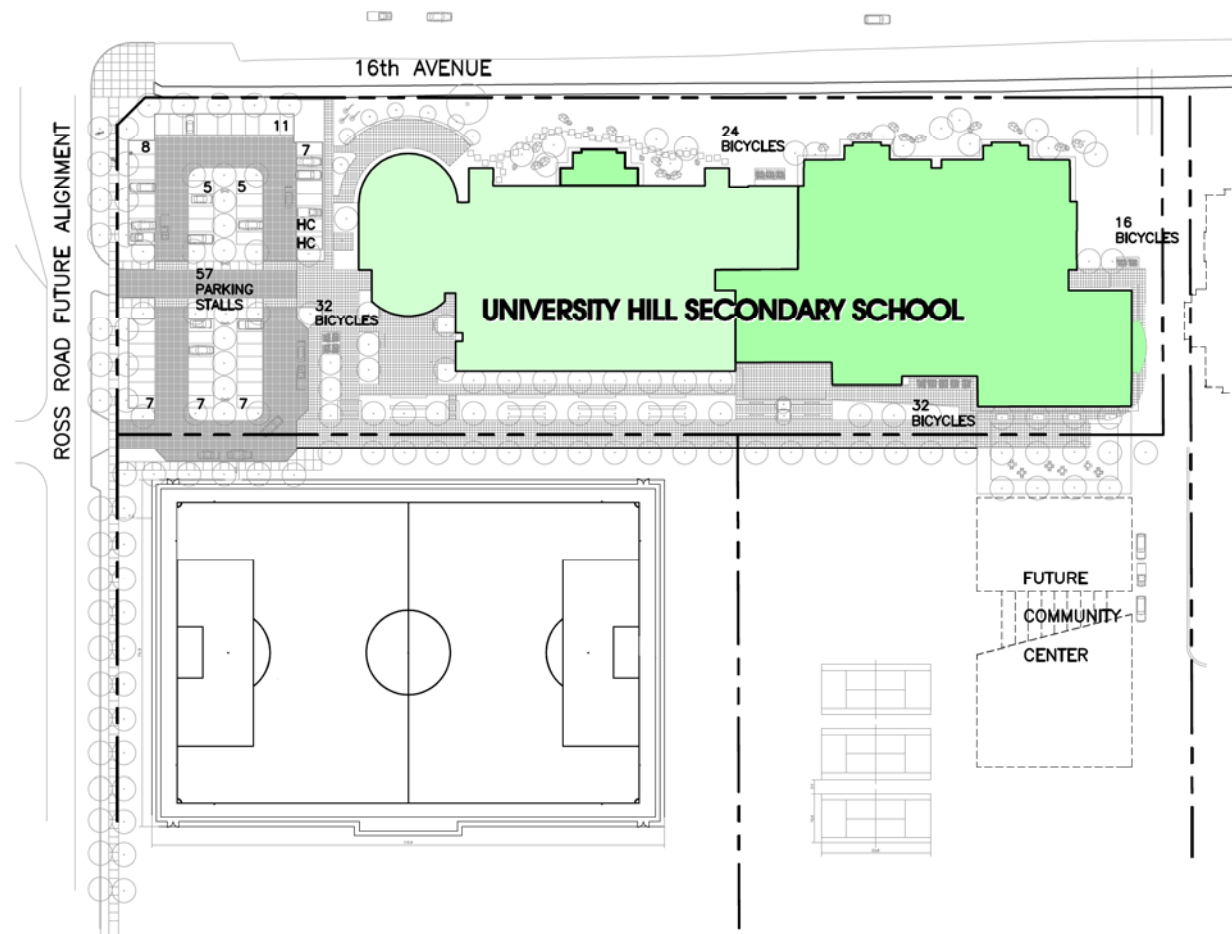 16th AVENUE
ROSS ROAD FUTURE ALIGNMENT
11
8
7
24
BICYCLES
5 5
HC
HC
16
BICYCLES
57
PARKING
STALLS
32
BICYCLES
UNIVERSITY HILL SECONDARY SCHOOL
7 7 7
32
BICYCLES
FUTURE
COMMUNITY
CENTER